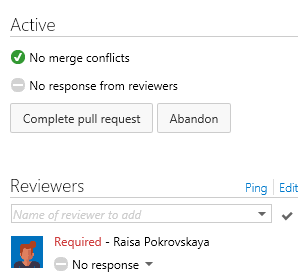 Active
No merge conflicts
No response from reviewers
Complete pull request Abandon
Reviewers Ping Edit
Name of reviewer to add
Required - Raisa Pokrovskaya
No response